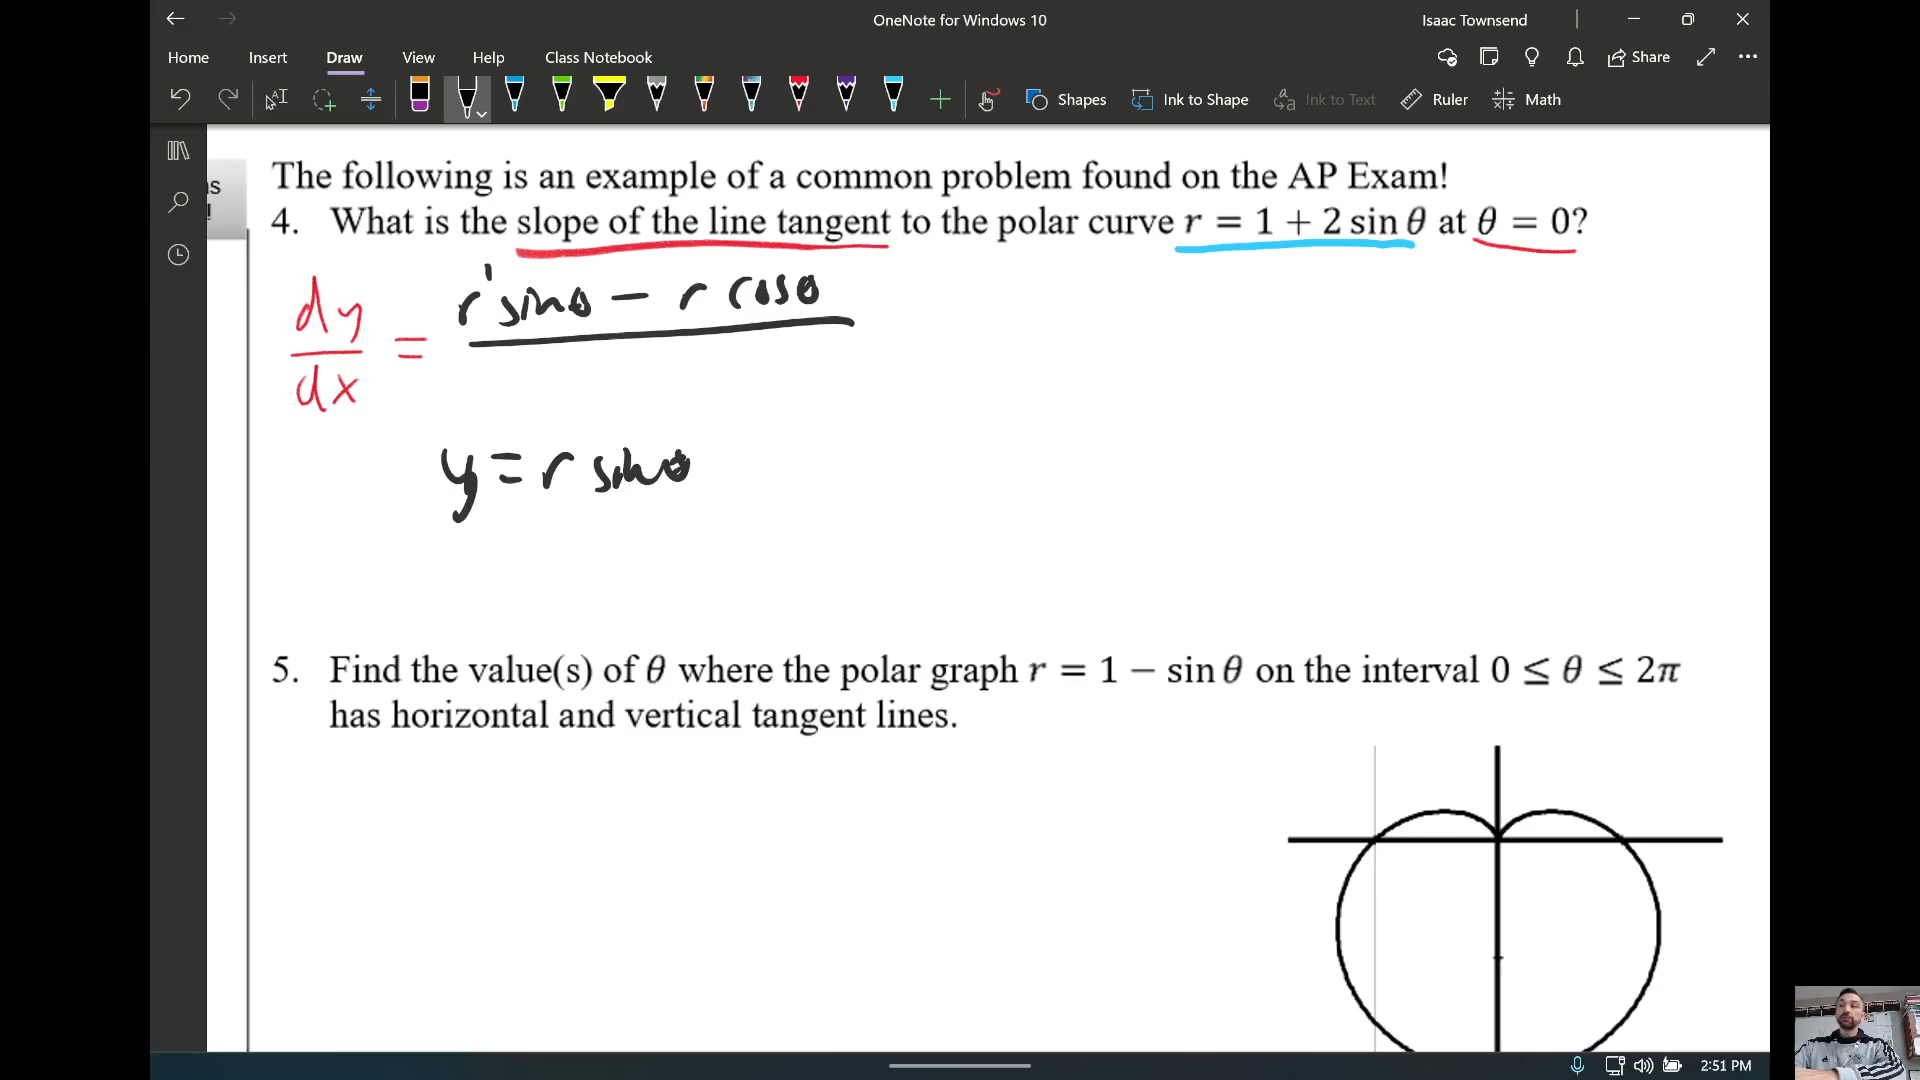 OneNote for Windows 10
Isaac Townsend
Home Insert Draw View Help Class Notebook
Share
Shapes Ink to Shape Ink to Text Ruler Math
The following is an example of a common problem found on the AP Exam!
4. What is the slope of the line tangent to the polar curve r = 1 + 2 sin θ at θ = 0?
dy/dx = r' sinθ − r cosθ
y = r sinθ
5. Find the value(s) of θ where the polar graph r = 1 − sin θ on the interval 0 ≤ θ ≤ 2π
has horizontal and vertical tangent lines.
2:51 PM